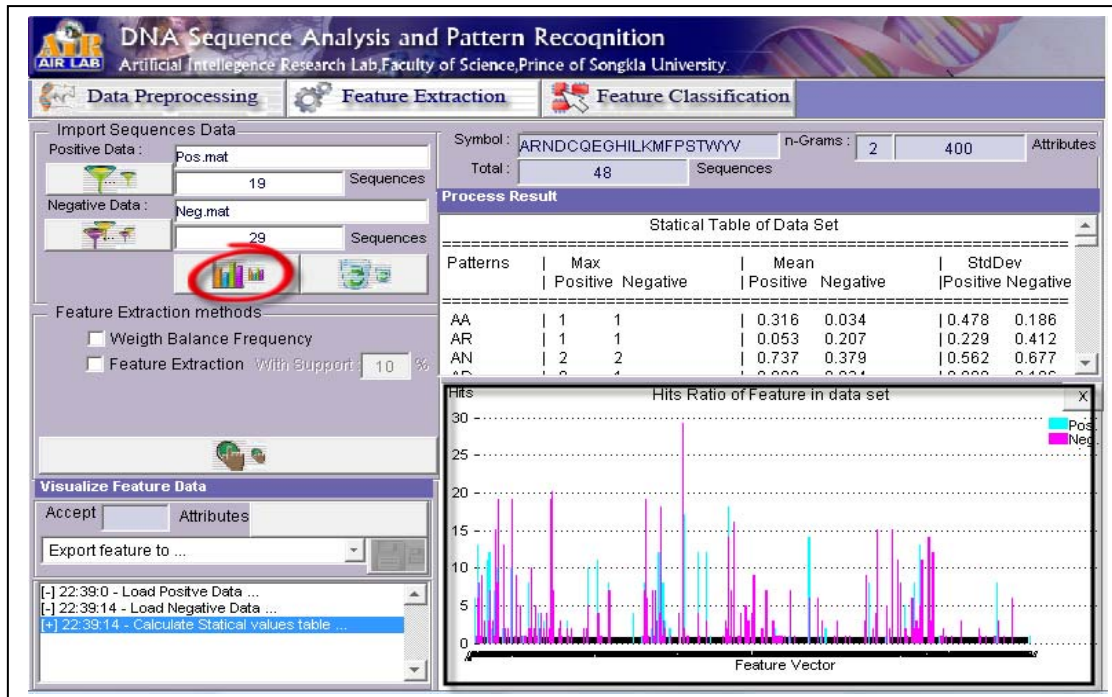 DNA Sequence Analysis and Pattern Recoqnition
AIR LAB
Artificial Intellegence Research Lab,Faculty of Science,Prince of Songkla University.
Data Preprocessing
Feature Extraction
Feature Classification
Import Sequences Data
Positive Data :
Pos.mat
19 Sequences
Negative Data :
Neg.mat
29 Sequences
Feature Extraction methods
Weigth Balance Frequency
Feature Extraction With Support : 10 %
Visualize Feature Data
Accept Attributes
Export feature to ...
[-] 22:39:0 - Load Positve Data ...
[-] 22:39:14 - Load Negative Data ...
[+] 22:39:14 - Calculate Statical values table ...
Symbol : ARNDCQEGHILKMFPSTWYV n-Grams : 2 400 Attributes
Total : 48 Sequences
Process Result
Statical Table of Data Set
Patterns | Max | Mean | StdDev
| Positive Negative | Positive Negative |Positive Negative
AA | 1 1 | 0.316 0.034 | 0.478 0.186
AR | 1 1 | 0.053 0.207 | 0.229 0.412
AN | 2 2 | 0.737 0.379 | 0.562 0.677
Hits
Hits Ratio of Feature in data set
X
Pos.
Neg.
30
25
20
15
10
5
0
Feature Vector